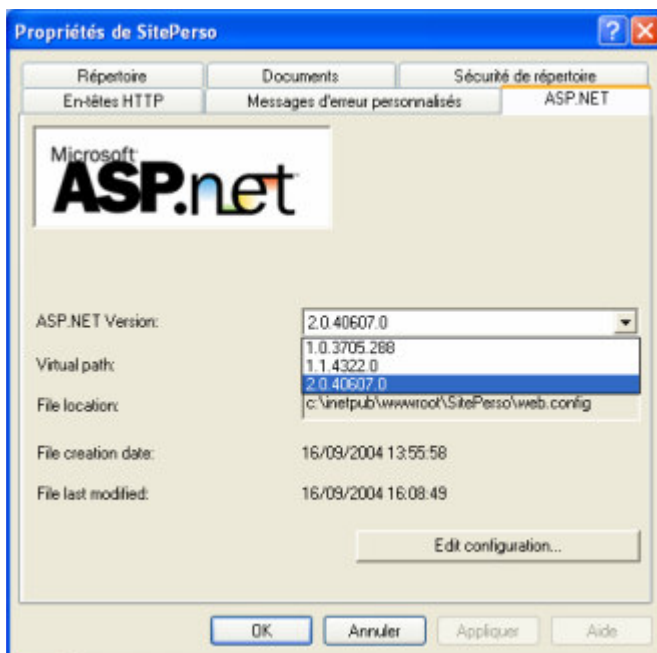 Propriétés de SitePerso
Répertoire Documents Sécurité de répertoire
En-têtes HTTP Messages d'erreur personnalisés ASP.NET
Microsoft
ASP.net
ASP.NET Version: 2.0.40607.0
1.0.3705.288
Virtual path: 1.1.4322.0
2.0.40607.0
File location: c:\inetpub\wwwroot\SitePerso\web.config
File creation date: 16/09/2004 13:55:58
File last modified: 16/09/2004 16:08:49
Edit configuration...
OK Annuler Appliquer Aide